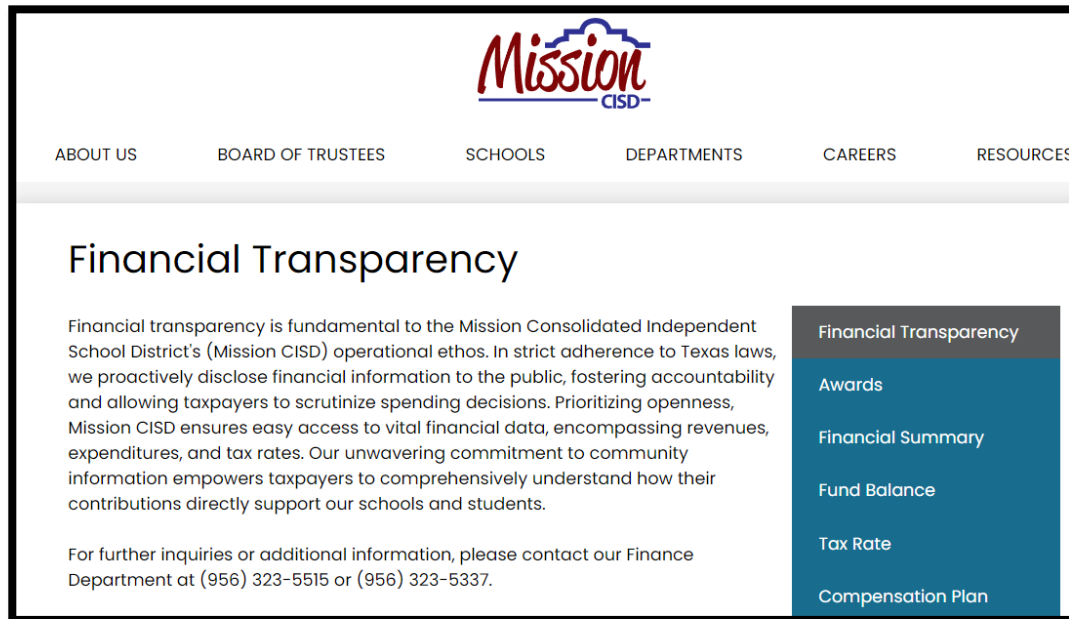 Mission
CISD
ABOUT US BOARD OF TRUSTEES SCHOOLS DEPARTMENTS CAREERS RESOURCES
Financial Transparency
Financial transparency is fundamental to the Mission Consolidated Independent
School District's (Mission CISD) operational ethos. In strict adherence to Texas laws,
we proactively disclose financial information to the public, fostering accountability
and allowing taxpayers to scrutinize spending decisions. Prioritizing openness,
Mission CISD ensures easy access to vital financial data, encompassing revenues,
expenditures, and tax rates. Our unwavering commitment to community
information empowers taxpayers to comprehensively understand how their
contributions directly support our schools and students.
For further inquiries or additional information, please contact our Finance
Department at (956) 323-5515 or (956) 323-5337.
Financial Transparency
Awards
Financial Summary
Fund Balance
Tax Rate
Compensation Plan